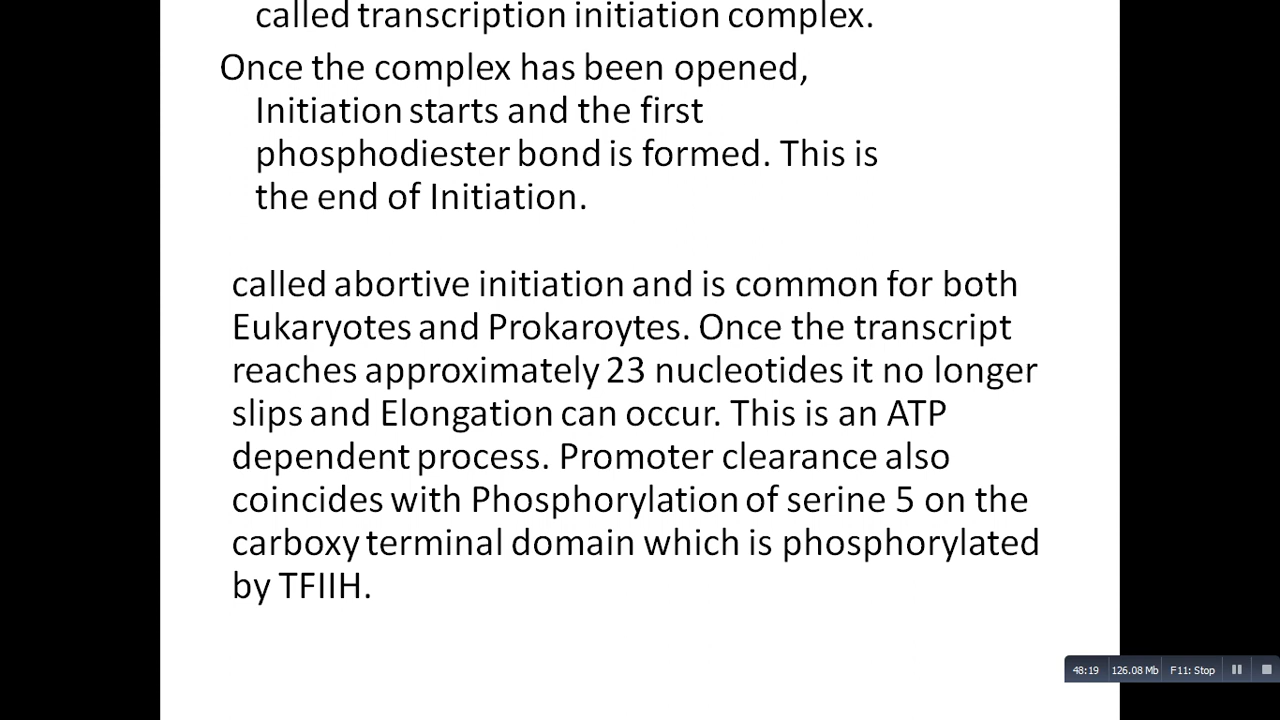 called transcription initiation complex.
Once the complex has been opened,
Initiation starts and the first
phosphodiester bond is formed. This is
the end of Initiation.
called abortive initiation and is common for both
Eukaryotes and Prokaroytes. Once the transcript
reaches approximately 23 nucleotides it no longer
slips and Elongation can occur. This is an ATP
dependent process. Promoter clearance also
coincides with Phosphorylation of serine 5 on the
carboxy terminal domain which is phosphorylated
by TFIIH.
48:19 126.08 Mb F11: Stop